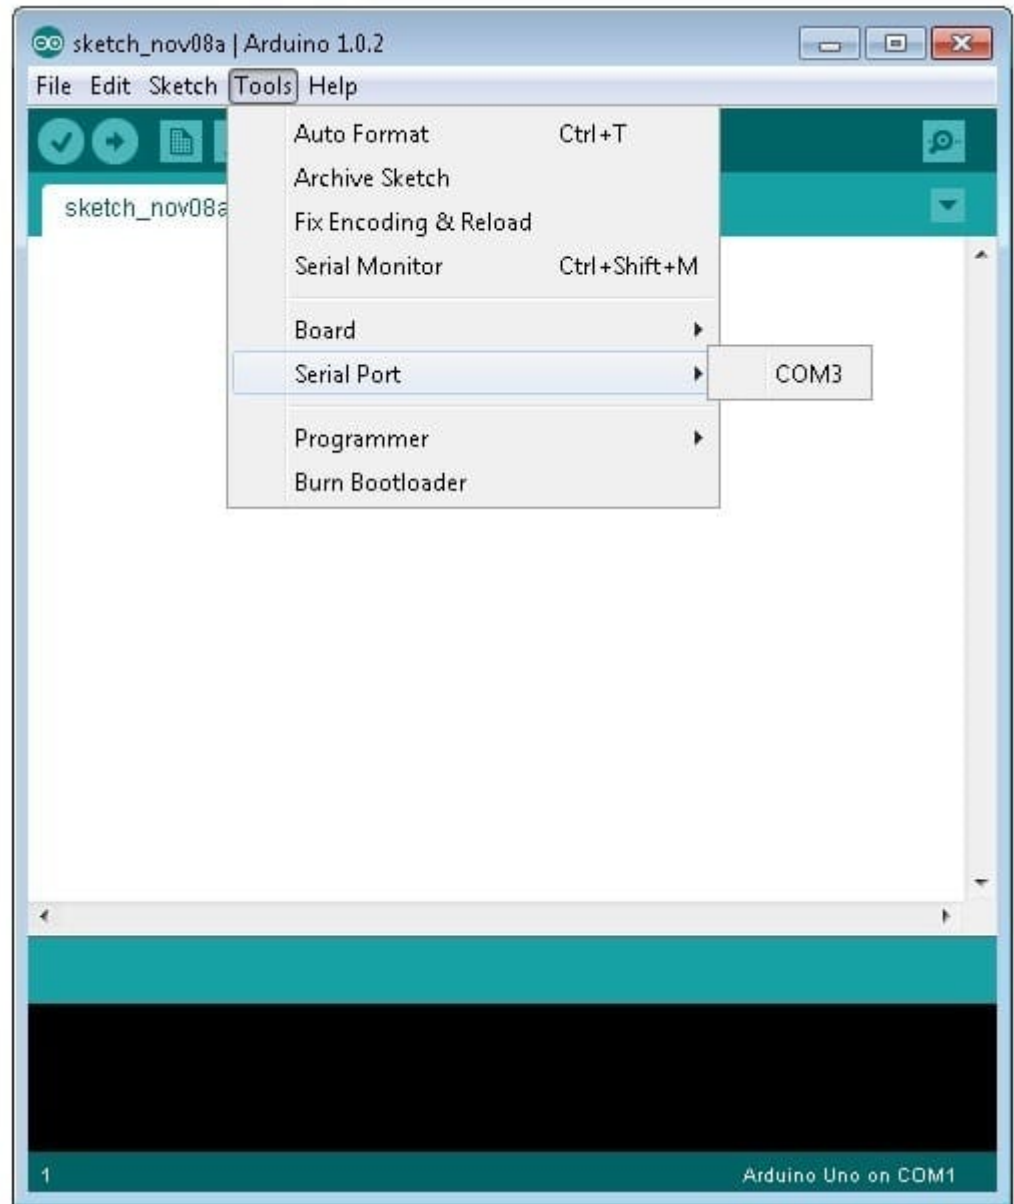 sketch_nov08a | Arduino 1.0.2
File Edit Sketch Tools Help
sketch_nov08a
Auto Format Ctrl+T
Archive Sketch
Fix Encoding & Reload
Serial Monitor Ctrl+Shift+M
Board
Serial Port
COM3
Programmer
Burn Bootloader
1 Arduino Uno on COM1